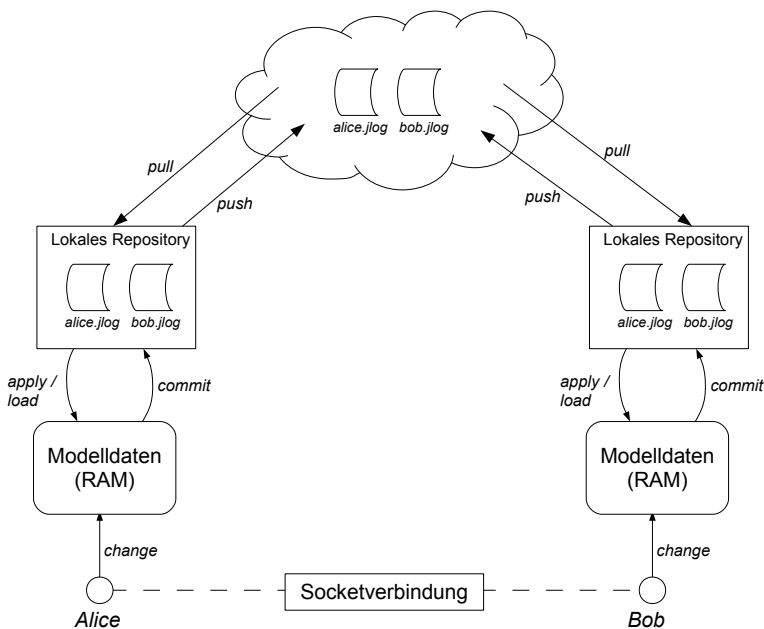 alice.jlog
bob.jlog
pull
push
pull
push
Lokales Repository
alice.jlog
bob.jlog
Lokales Repository
alice.jlog
bob.jlog
apply /
load
commit
apply /
load
commit
Modelldaten
(RAM)
Modelldaten
(RAM)
change
change
Socketverbindung
Alice
Bob